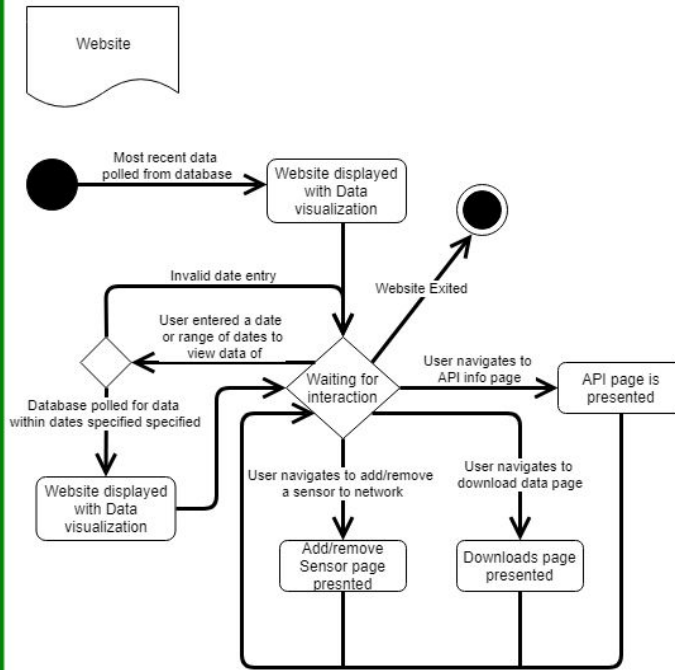 Website
Most recent data
polled from database
Website displayed
with Data
visualization
Invalid date entry
Website Exited
User entered a date
or range of dates to
view data of
Waiting for
interaction
User navigates to
API info page
API page is
presented
Database polled for data
within dates specified specified
User navigates to add/remove
a sensor to network
User navigates to
download data page
Website displayed
with Data
visualization
Add/remove
Sensor page
presnted
Downloads page
presented